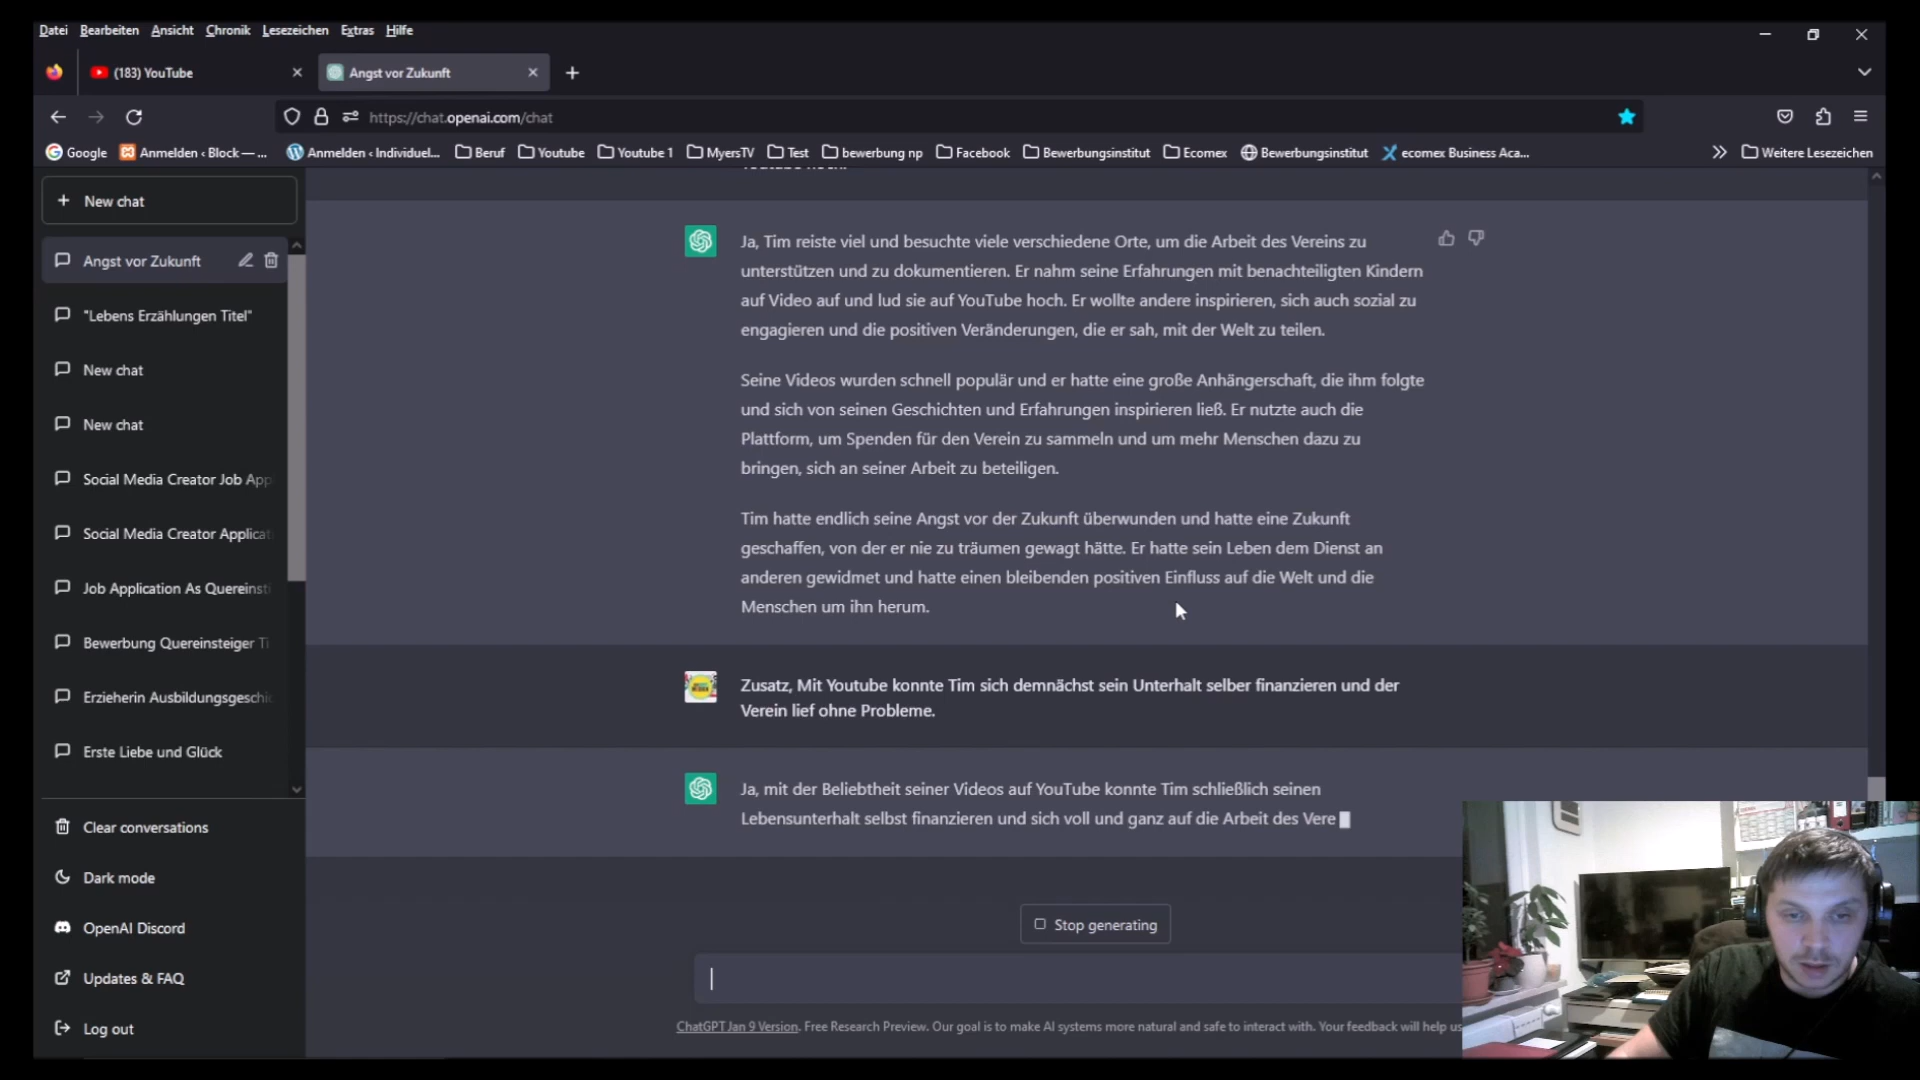 Datei Bearbeiten Ansicht Chronik Lesezeichen Extras Hilfe
(183) YouTube
Angst vor Zukunft
https://chat.openai.com/chat
Google
Anmelden ‹ Block — ...
Anmelden ‹ Individuel...
Beruf
Youtube
Youtube 1
MyersTV
Test
bewerbung np
Facebook
Bewerbungsinstitut
Ecomex
Bewerbungsinstitut
ecomex Business Aca...
Weitere Lesezeichen
New chat
Angst vor Zukunft
"Lebens Erzählungen Titel"
New chat
New chat
Social Media Creator Job App
Social Media Creator Applicat
Job Application As Quereinsti
Bewerbung Quereinsteiger Ti
Erzieherin Ausbildungsgeschi
Erste Liebe und Glück
Clear conversations
Dark mode
OpenAI Discord
Updates & FAQ
Log out
Ja, Tim reiste viel und besuchte viele verschiedene Orte, um die Arbeit des Vereins zu
unterstützen und zu dokumentieren. Er nahm seine Erfahrungen mit benachteiligten Kindern
auf Video auf und lud sie auf YouTube hoch. Er wollte andere inspirieren, sich auch sozial zu
engagieren und die positiven Veränderungen, die er sah, mit der Welt zu teilen.
Seine Videos wurden schnell populär und er hatte eine große Anhängerschaft, die ihm folgte
und sich von seinen Geschichten und Erfahrungen inspirieren ließ. Er nutzte auch die
Plattform, um Spenden für den Verein zu sammeln und um mehr Menschen dazu zu
bringen, sich an seiner Arbeit zu beteiligen.
Tim hatte endlich seine Angst vor der Zukunft überwunden und hatte eine Zukunft
geschaffen, von der er nie zu träumen gewagt hätte. Er hatte sein Leben dem Dienst an
anderen gewidmet und hatte einen bleibenden positiven Einfluss auf die Welt und die
Menschen um ihn herum.
Zusatz, Mit Youtube konnte Tim sich demnächst sein Unterhalt selber finanzieren und der
Verein lief ohne Probleme.
Ja, mit der Beliebtheit seiner Videos auf YouTube konnte Tim schließlich seinen
Lebensunterhalt selbst finanzieren und sich voll und ganz auf die Arbeit des Vere
Stop generating
ChatGPT Jan 9 Version. Free Research Preview. Our goal is to make AI systems more natural and safe to interact with. Your feedback will help us